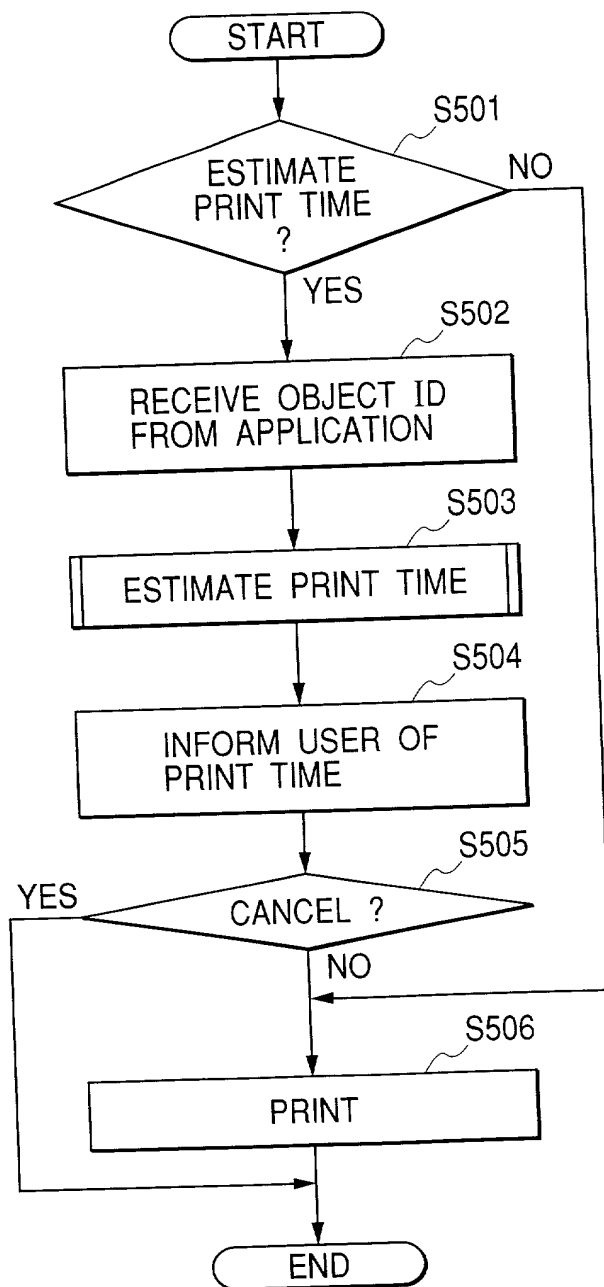 START
S501
ESTIMATE
PRINT TIME
?
NO
YES
S502
RECEIVE OBJECT ID
FROM APPLICATION
S503
ESTIMATE PRINT TIME
S504
INFORM USER OF
PRINT TIME
S505
YES
CANCEL ?
NO
S506
PRINT
END